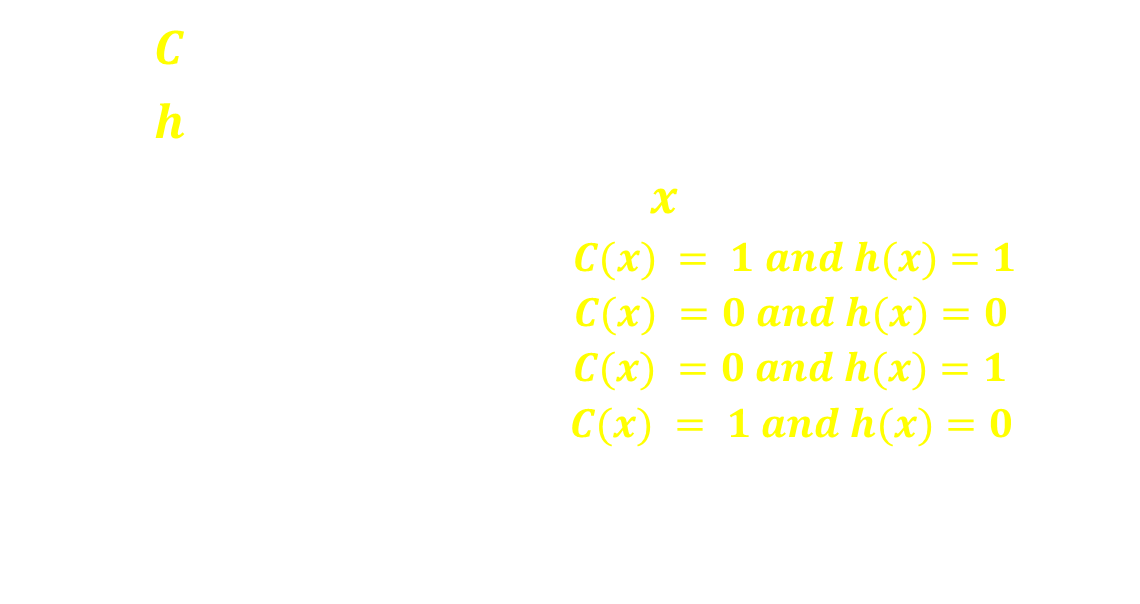 C
h
x
C(x) = 1 and h(x) = 1
C(x) = 0 and h(x) = 0
C(x) = 0 and h(x) = 1
C(x) = 1 and h(x) = 0